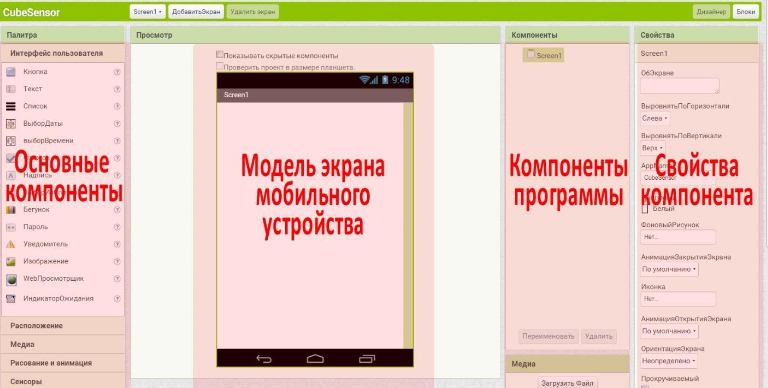 CubeSensor
Screen1
ДобавитьЭкран
Удалить экран
Дизайнер
Блоки
Палитра
Интерфейс пользователя
Кнопка
Текст
Список
ВыборДаты
выборВремени
Надпись
Бегунок
Пароль
Уведомитель
Изображение
WebПросмотрщик
ИндикаторОжидания
Расположение
Медиа
Рисование и анимация
Сенсоры
Основные
компоненты
Просмотр
Показывать скрытые компоненты
Проверить проект в размере планшета.
9:48
Screen1
Модель экрана
мобильного
устройства
Компоненты
Screen1
Компоненты
программы
Переименовать
Удалить
Медиа
Загрузить Файл
Свойства
Screen1
ОбЭкране
ВыровнятьПоГоризонтали
Слева
ВыровнятьПоВертикали
Верх
CubeSensor
Белый
Свойства
компонента
ФоновыйРисунок
Нет...
АнимацияЗакрытияЭкрана
По умолчанию
Иконка
Нет...
АнимацияОткрытияЭкрана
По умолчанию
ОриентацияЭкрана
Неопределено
Прокручиваемый